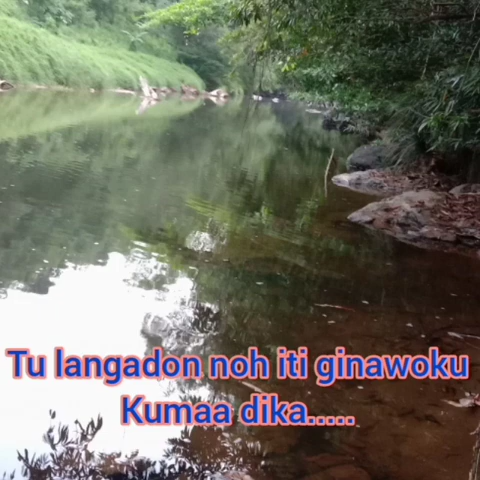 Tu langadon noh iti ginawoku
Kumaa dika.....